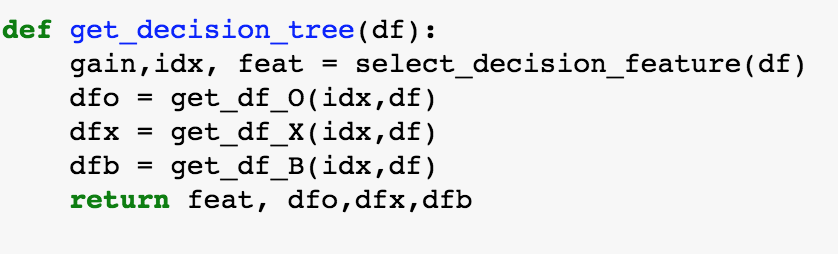 def get_decision_tree(df):
    gain,idx, feat = select_decision_feature(df)
    dfo = get_df_O(idx,df)
    dfx = get_df_X(idx,df)
    dfb = get_df_B(idx,df)
    return feat, dfo,dfx,dfb